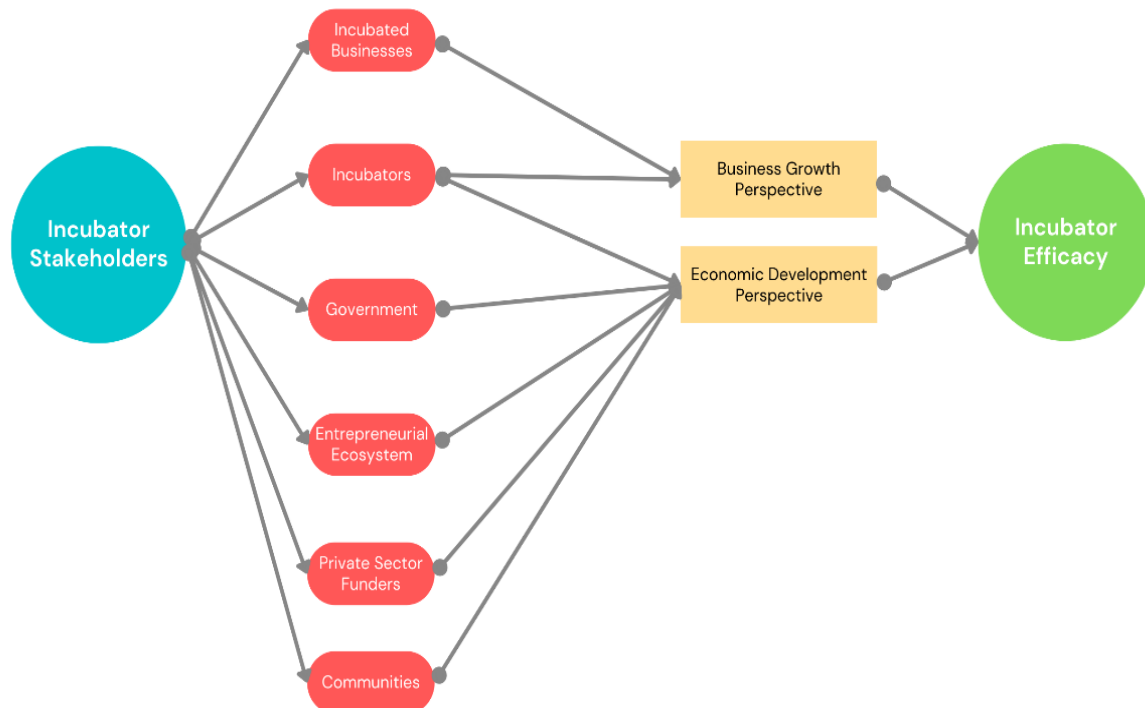 Incubated
Businesses
Incubators
Business Growth
Perspective
Incubator
Stakeholders
Incubator
Efficacy
Economic Development
Perspective
Government
Entrepreneurial
Ecosystem
Private Sector
Funders
Communities